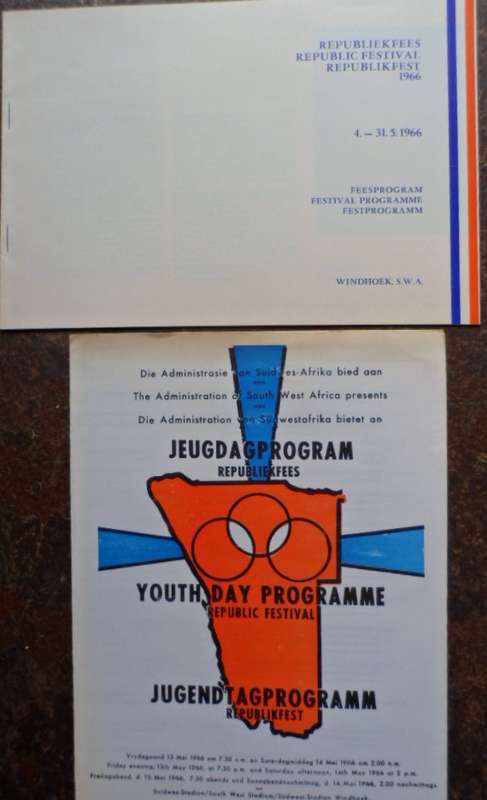 REPUBLIEKFEES
REPUBLIC FESTIVAL
REPUBLIKFEST
1966
4. – 31. 5. 1966
FEESPROGRAM
FESTIVAL PROGRAMME
FESTPROGRAMM
WINDHOEK, S.W.A.
Die Administrasie van Suidwes-Afrika bied aan
The Administration of South West Africa presents
Die Administration von Südwestafrika bietet an
JEUGDAGPROGRAM
REPUBLIEKFEES
YOUTH DAY PROGRAMME
REPUBLIC FESTIVAL
JUGENDTAGPROGRAMM
REPUBLIKFEST
Vrydagaand 13 Mei 1966 om 7.30 n.m. en Saterdagmiddag 14 Mei 1966 om 2.00 n.m.
Friday evening, 13th May 1966, at 7.30 p.m. and Saturday afternoon, 14th May 1966 at 2 p.m.
Freitagabend, d. 13 Mai 1966, 7.30 abends und Sonnabendnachmittag, d. 14 Mai 1966, 2.00 nachmittags.
Suidwes-Stadion/South West Stadium/Südwest-Stadion Windhoek